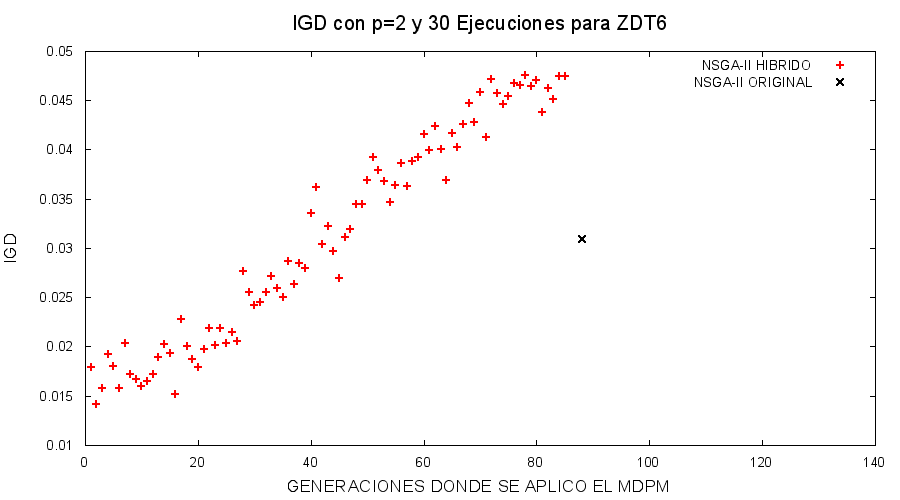 IGD con p=2 y 30 Ejecuciones para ZDT6
0.05
NSGA-II HIBRIDO
NSGA-II ORIGINAL
0.045
0.04
0.035
0.03
IGD
0.025
0.02
0.015
0.01
0 20 40 60 80 100 120 140
GENERACIONES DONDE SE APLICO EL MDPM